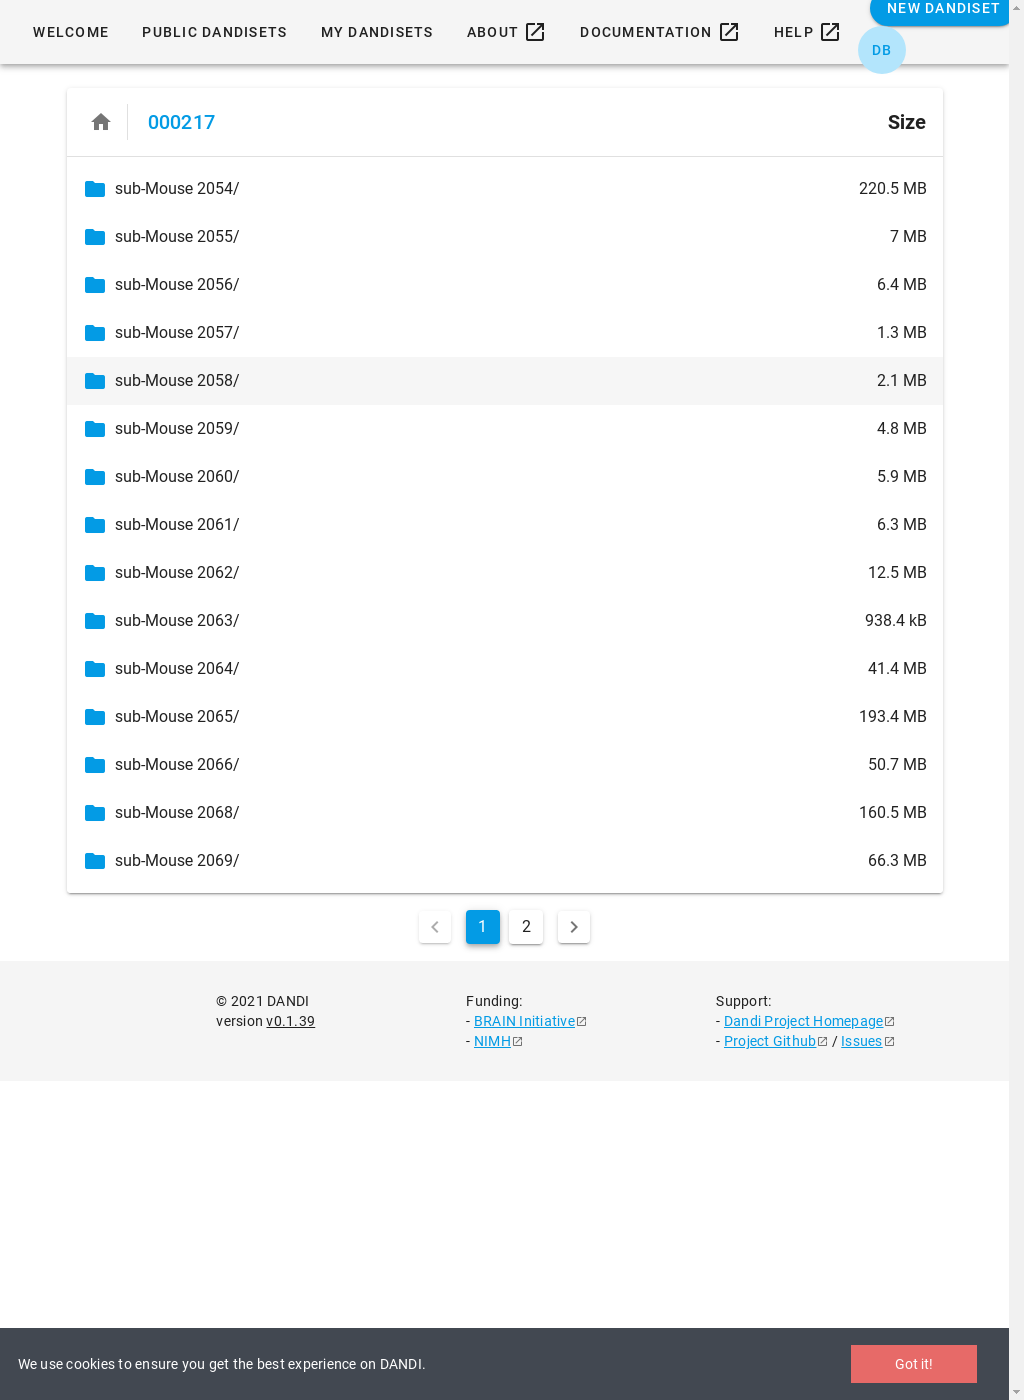 NEW DANDISET
WELCOME PUBLIC DANDISETS MY DANDISETS ABOUT DOCUMENTATION HELP
DB
000217 Size
sub-Mouse 2054/ 220.5 MB
sub-Mouse 2055/ 7 MB
sub-Mouse 2056/ 6.4 MB
sub-Mouse 2057/ 1.3 MB
sub-Mouse 2058/ 2.1 MB
sub-Mouse 2059/ 4.8 MB
sub-Mouse 2060/ 5.9 MB
sub-Mouse 2061/ 6.3 MB
sub-Mouse 2062/ 12.5 MB
sub-Mouse 2063/ 938.4 kB
sub-Mouse 2064/ 41.4 MB
sub-Mouse 2065/ 193.4 MB
sub-Mouse 2066/ 50.7 MB
sub-Mouse 2068/ 160.5 MB
sub-Mouse 2069/ 66.3 MB
1 2
© 2021 DANDI
version v0.1.39
Funding:
- BRAIN Initiative
- NIMH
Support:
- Dandi Project Homepage
- Project Github / Issues
We use cookies to ensure you get the best experience on DANDI.
Got it!